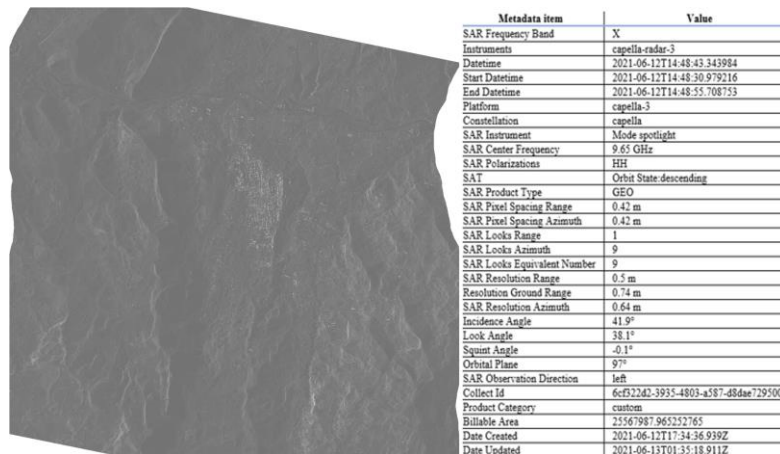 Metadata item Value
SAR Frequency Band X
Instruments capella-radar-3
Datetime 2021-06-12T14:48:43.343984
Start Datetime 2021-06-12T14:48:30.979216
End Datetime 2021-06-12T14:48:55.708753
Platform capella-3
Constellation capella
SAR Instrument Mode spotlight
SAR Center Frequency 9.65 GHz
SAR Polarizations HH
SAT Orbit State:descending
SAR Product Type GEO
SAR Pixel Spacing Range 0.42 m
SAR Pixel Spacing Azimuth 0.42 m
SAR Looks Range 1
SAR Looks Azimuth 9
SAR Looks Equivalent Number 9
SAR Resolution Range 0.5 m
Resolution Ground Range 0.74 m
SAR Resolution Azimuth 0.64 m
Incidence Angle 41.9°
Look Angle 38.1°
Squint Angle -0.1°
Orbital Plane 97°
SAR Observation Direction left
Collect Id 6cf322d2-3935-4803-a587-d8dae729500
Product Category custom
Billable Area 25567987.965252765
Date Created 2021-06-12T17:34:36.939Z
Date Updated 2021-06-13T01:35:18.911Z